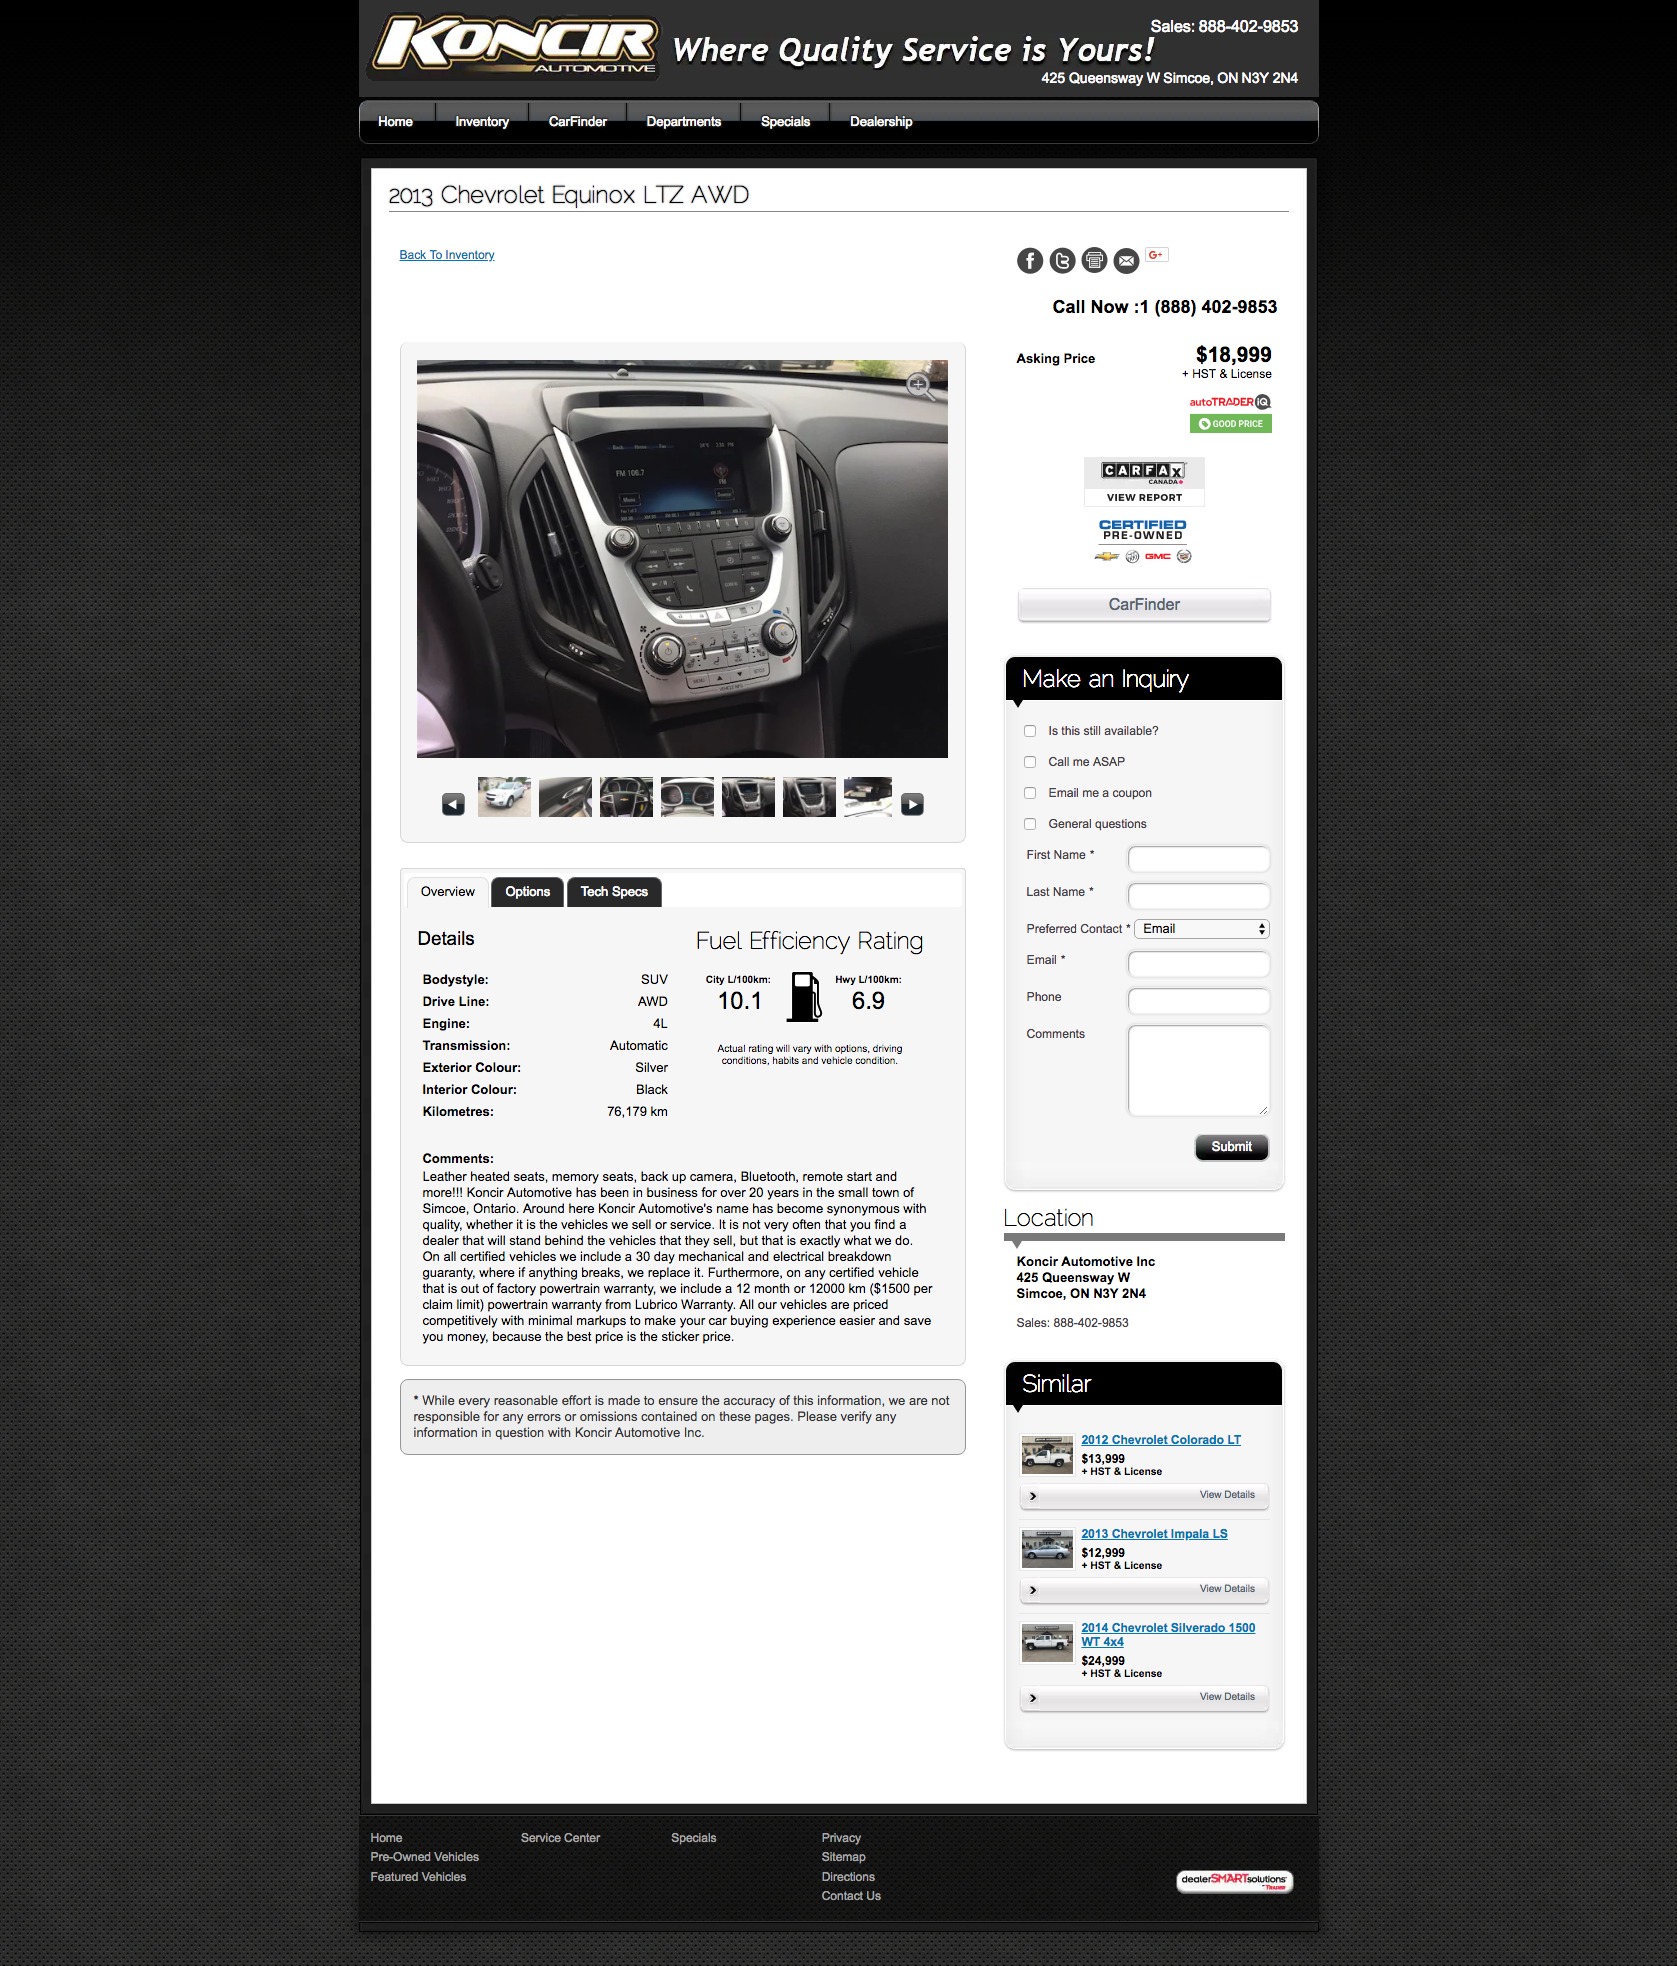 KONCIR
AUTOMOTIVE
Where Quality Service is Yours!
Sales: 888-402-9853
425 Queensway W Simcoe, ON N3Y 2N4
Home
Inventory
CarFinder
Departments
Specials
Dealership
2013 Chevrolet Equinox LTZ AWD
Back To Inventory
G+
Call Now :1 (888) 402-9853
Asking Price
$18,999
+ HST & License
autoTRADER IQ
GOOD PRICE
CARFAX
CANADA
VIEW REPORT
CERTIFIED
PRE-OWNED
GMC
CarFinder
FM 106.7
Make an Inquiry
Is this still available?
Call me ASAP
Email me a coupon
General questions
First Name *
Last Name *
Preferred Contact * Email
Email *
Phone
Comments
Submit
Overview
Options
Tech Specs
Details
Bodystyle: SUV
Drive Line: AWD
Engine: 4L
Transmission: Automatic
Exterior Colour: Silver
Interior Colour: Black
Kilometres: 76,179 km
Fuel Efficiency Rating
City L/100km:
10.1
Hwy L/100km:
6.9
Actual rating will vary with options, driving
conditions, habits and vehicle condition.
Comments:
Leather heated seats, memory seats, back up camera, Bluetooth, remote start and
more!!! Koncir Automotive has been in business for over 20 years in the small town of
Simcoe, Ontario. Around here Koncir Automotive's name has become synonymous with
quality, whether it is the vehicles we sell or service. It is not very often that you find a
dealer that will stand behind the vehicles that they sell, but that is exactly what we do.
On all certified vehicles we include a 30 day mechanical and electrical breakdown
guaranty, where if anything breaks, we replace it. Furthermore, on any certified vehicle
that is out of factory powertrain warranty, we include a 12 month or 12000 km ($1500 per
claim limit) powertrain warranty from Lubrico Warranty. All our vehicles are priced
competitively with minimal markups to make your car buying experience easier and save
you money, because the best price is the sticker price.
* While every reasonable effort is made to ensure the accuracy of this information, we are not
responsible for any errors or omissions contained on these pages. Please verify any
information in question with Koncir Automotive Inc.
Location
Koncir Automotive Inc
425 Queensway W
Simcoe, ON N3Y 2N4
Sales: 888-402-9853
Similar
2012 Chevrolet Colorado LT
$13,999
+ HST & License
View Details
2013 Chevrolet Impala LS
$12,999
+ HST & License
View Details
2014 Chevrolet Silverado 1500
WT 4x4
$24,999
+ HST & License
View Details
Home
Pre-Owned Vehicles
Featured Vehicles
Service Center
Specials
Privacy
Sitemap
Directions
Contact Us
dealerSMARTsolutions
TRADER